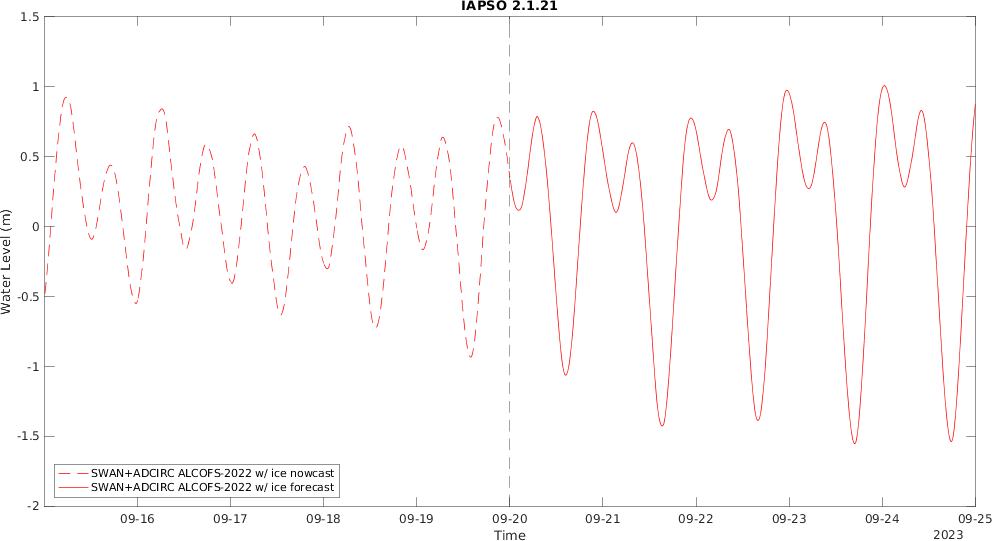 IAPSO 2.1.21
1.5
1
0.5
0
-0.5
-1
-1.5
-2
Water Level (m)
SWAN+ADCIRC ALCOFS-2022 w/ ice nowcast
SWAN+ADCIRC ALCOFS-2022 w/ ice forecast
09-16 09-17 09-18 09-19 09-20 09-21 09-22 09-23 09-24 09-25
Time
2023